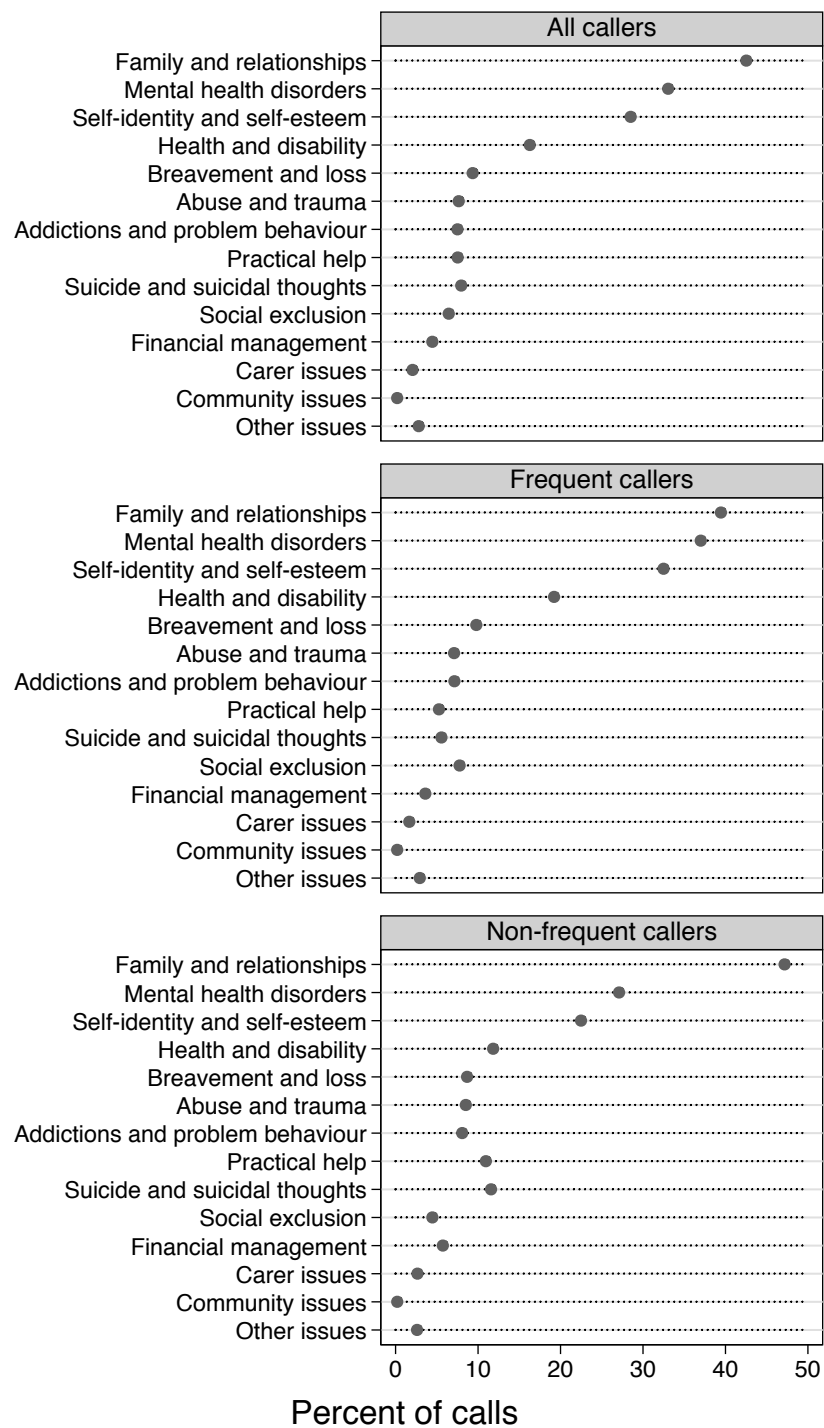 All callers
Family and relationships
Mental health disorders
Self-identity and self-esteem
Health and disability
Breavement and loss
Abuse and trauma
Addictions and problem behaviour
Practical help
Suicide and suicidal thoughts
Social exclusion
Financial management
Carer issues
Community issues
Other issues
Frequent callers
Family and relationships
Mental health disorders
Self-identity and self-esteem
Health and disability
Breavement and loss
Abuse and trauma
Addictions and problem behaviour
Practical help
Suicide and suicidal thoughts
Social exclusion
Financial management
Carer issues
Community issues
Other issues
Non-frequent callers
Family and relationships
Mental health disorders
Self-identity and self-esteem
Health and disability
Breavement and loss
Abuse and trauma
Addictions and problem behaviour
Practical help
Suicide and suicidal thoughts
Social exclusion
Financial management
Carer issues
Community issues
Other issues
0 10 20 30 40 50
Percent of calls